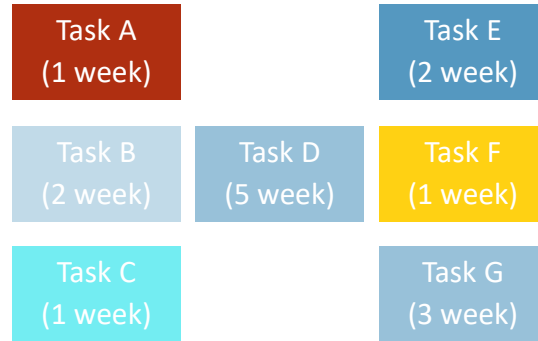 Task A
(1 week)
Task E
(2 week)
Task B
(2 week)
Task D
(5 week)
Task F
(1 week)
Task C
(1 week)
Task G
(3 week)